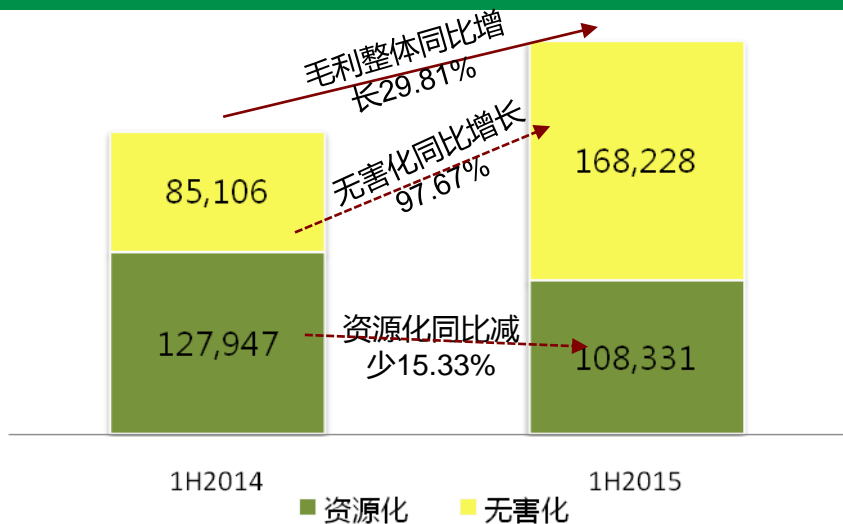 毛利整体同比增
长29.81%
无害化同比增长
97.67%
85,106
168,228
资源化同比减
少15.33%
127,947
108,331
1H2014
1H2015
资源化
无害化